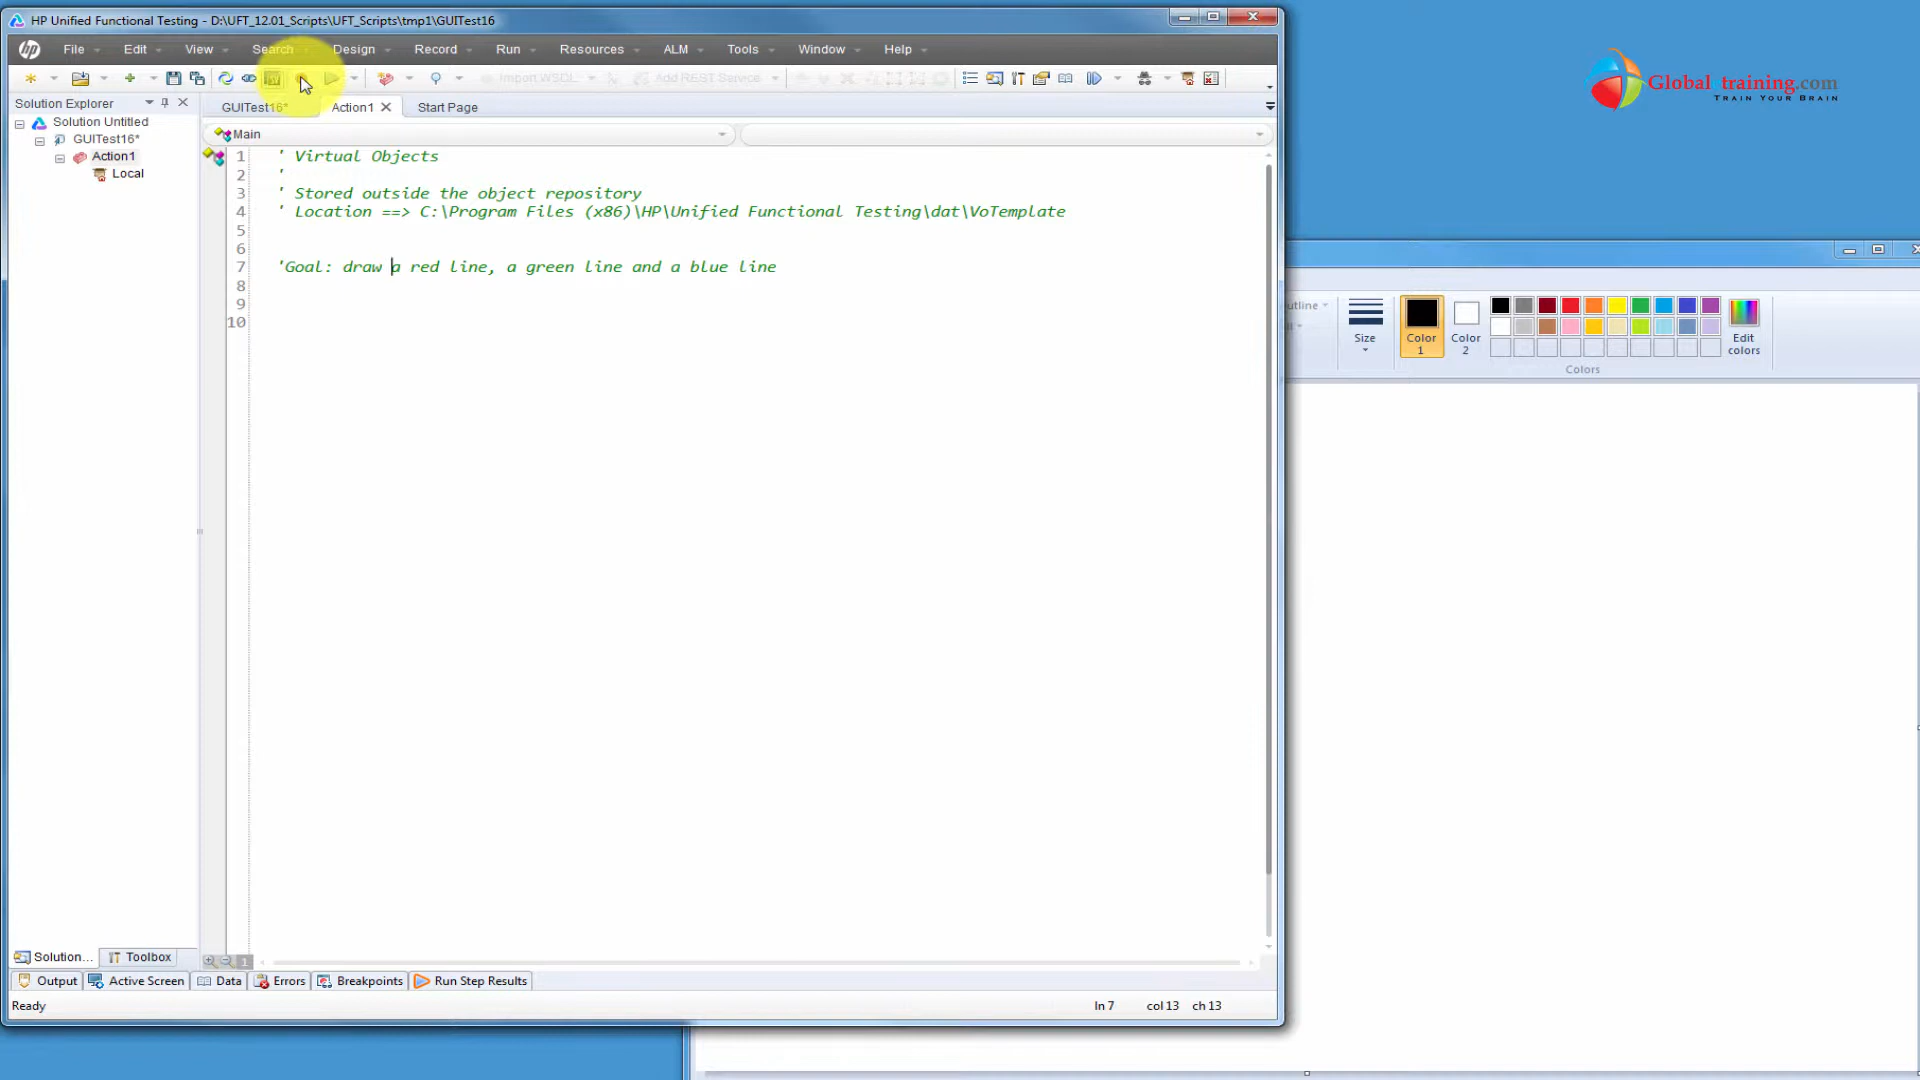 HP Unified Functional Testing - D:\UFT_12.01_Scripts\UFT_Scripts\tmp1\GUITest16
File Edit View Search Design Record Run Resources ALM Tools Window Help
Import WSDL Add REST Service
Solution Explorer
GUITest16* Action1 Start Page
Solution Untitled
GUITest16*
Action1
Local
Main
1 ' Virtual Objects
2 '
3 ' Stored outside the object repository
4 ' Location ==> C:\Program Files (x86)\HP\Unified Functional Testing\dat\VoTemplate
5
6
7 'Goal: draw a red line, a green line and a blue line
8
9
10
Solution... Toolbox
Output Active Screen Data Errors Breakpoints Run Step Results
Ready ln 7 col 13 ch 13
Global training.com
TRAIN YOUR BRAIN
Size
Color 1
Color 2
Edit colors
Colors